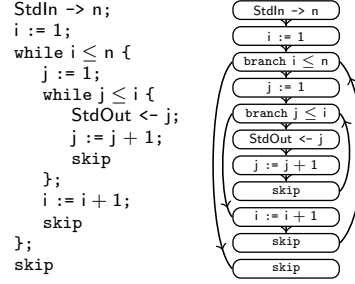 StdIn -> n;
i := 1;
while i ≤ n {
j := 1;
while j ≤ i {
StdOut <- j;
j := j + 1;
skip
};
i := i + 1;
skip
};
skip
StdIn -> n
i := 1
branch i ≤ n
j := 1
branch j ≤ i
StdOut <- j
j := j + 1
skip
i := i + 1
skip
skip